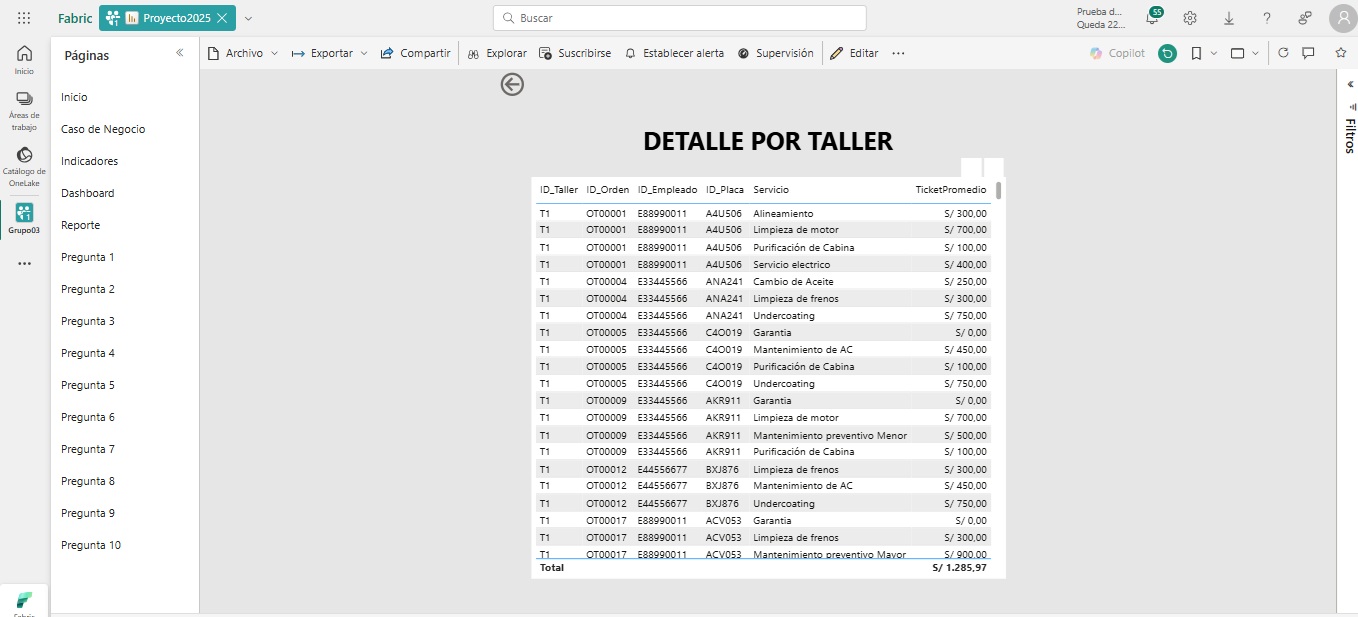 Fabric Proyecto2025
Buscar
Prueba d...
Queda 22...
55
Inicio
Áreas de trabajo
Catálogo de OneLake
Grupo03
Fabric
Páginas
Inicio
Caso de Negocio
Indicadores
Dashboard
Reporte
Pregunta 1
Pregunta 2
Pregunta 3
Pregunta 4
Pregunta 5
Pregunta 6
Pregunta 7
Pregunta 8
Pregunta 9
Pregunta 10
Archivo Exportar Compartir Explorar Suscribirse Establecer alerta Supervisión Editar ... Copilot
Filtros
DETALLE POR TALLER
ID_Taller ID_Orden ID_Empleado ID_Placa Servicio TicketPromedio
T1 OT00001 E88990011 A4U506 Alineamiento S/ 300,00
T1 OT00001 E88990011 A4U506 Limpieza de motor S/ 700,00
T1 OT00001 E88990011 A4U506 Purificación de Cabina S/ 100,00
T1 OT00001 E88990011 A4U506 Servicio electrico S/ 400,00
T1 OT00004 E33445566 ANA241 Cambio de Aceite S/ 250,00
T1 OT00004 E33445566 ANA241 Limpieza de frenos S/ 300,00
T1 OT00004 E33445566 ANA241 Undercoating S/ 750,00
T1 OT00005 E33445566 C4O019 Garantia S/ 0,00
T1 OT00005 E33445566 C4O019 Mantenimiento de AC S/ 450,00
T1 OT00005 E33445566 C4O019 Purificación de Cabina S/ 100,00
T1 OT00005 E33445566 C4O019 Undercoating S/ 750,00
T1 OT00009 E33445566 AKR911 Garantia S/ 0,00
T1 OT00009 E33445566 AKR911 Limpieza de motor S/ 700,00
T1 OT00009 E33445566 AKR911 Mantenimiento preventivo Menor S/ 500,00
T1 OT00009 E33445566 AKR911 Purificación de Cabina S/ 100,00
T1 OT00012 E44556677 BXJ876 Limpieza de frenos S/ 300,00
T1 OT00012 E44556677 BXJ876 Mantenimiento de AC S/ 450,00
T1 OT00012 E44556677 BXJ876 Undercoating S/ 750,00
T1 OT00017 E88990011 ACV053 Garantia S/ 0,00
T1 OT00017 E88990011 ACV053 Limpieza de frenos S/ 300,00
T1 OT00017 E88990011 ACV053 Mantenimiento preventivo Mayor S/ 900,00
Total S/ 1.285,97